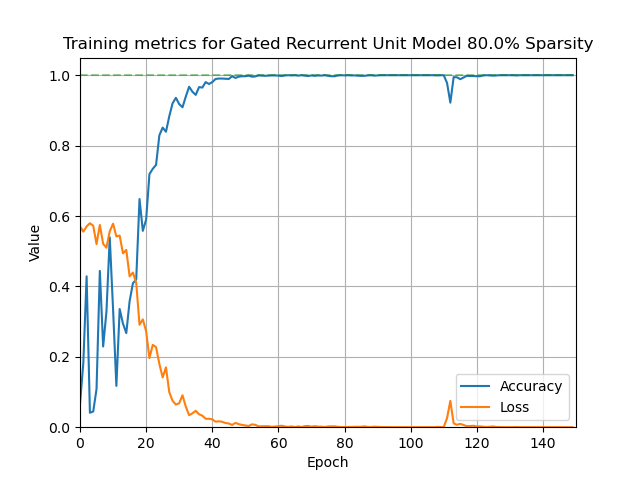 Training metrics for Gated Recurrent Unit Model 80.0% Sparsity
1.0
0.8
0.6
0.4
0.2
0.0
Value
0 20 40 60 80 100 120 140
Epoch
Accuracy
Loss